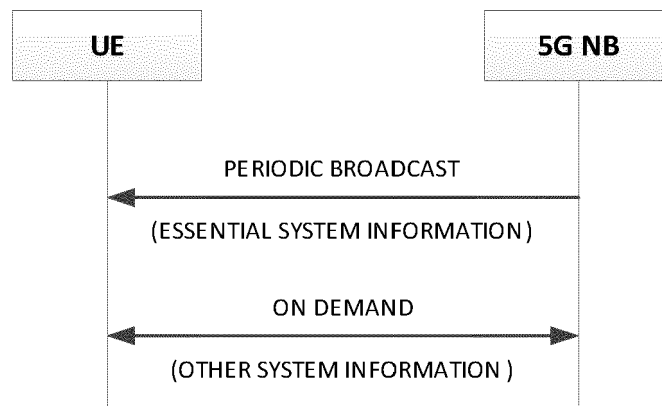 UE
5G NB
PERIODIC BROADCAST
(ESSENTIAL SYSTEM INFORMATION )
ON DEMAND
(OTHER SYSTEM INFORMATION )